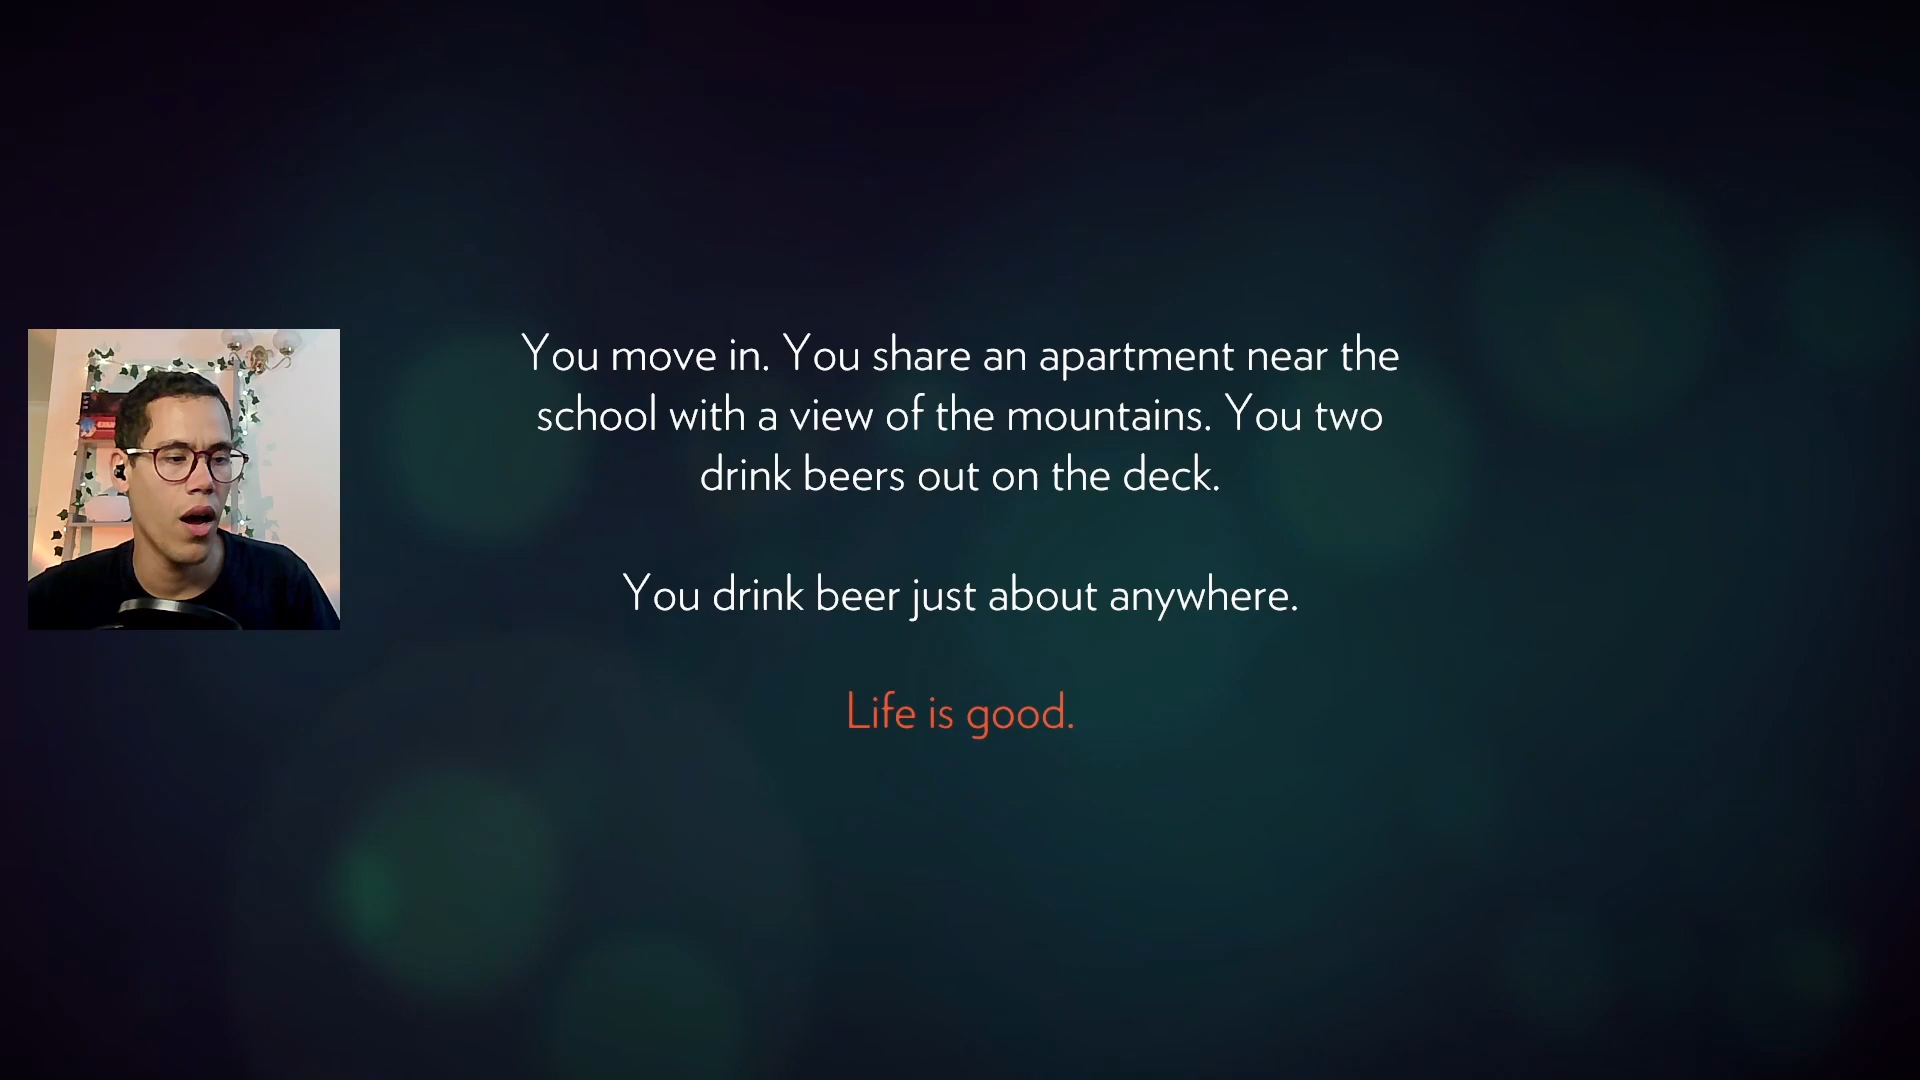 You move in. You share an apartment near the
school with a view of the mountains. You two
drink beers out on the deck.
You drink beer just about anywhere.
Life is good.